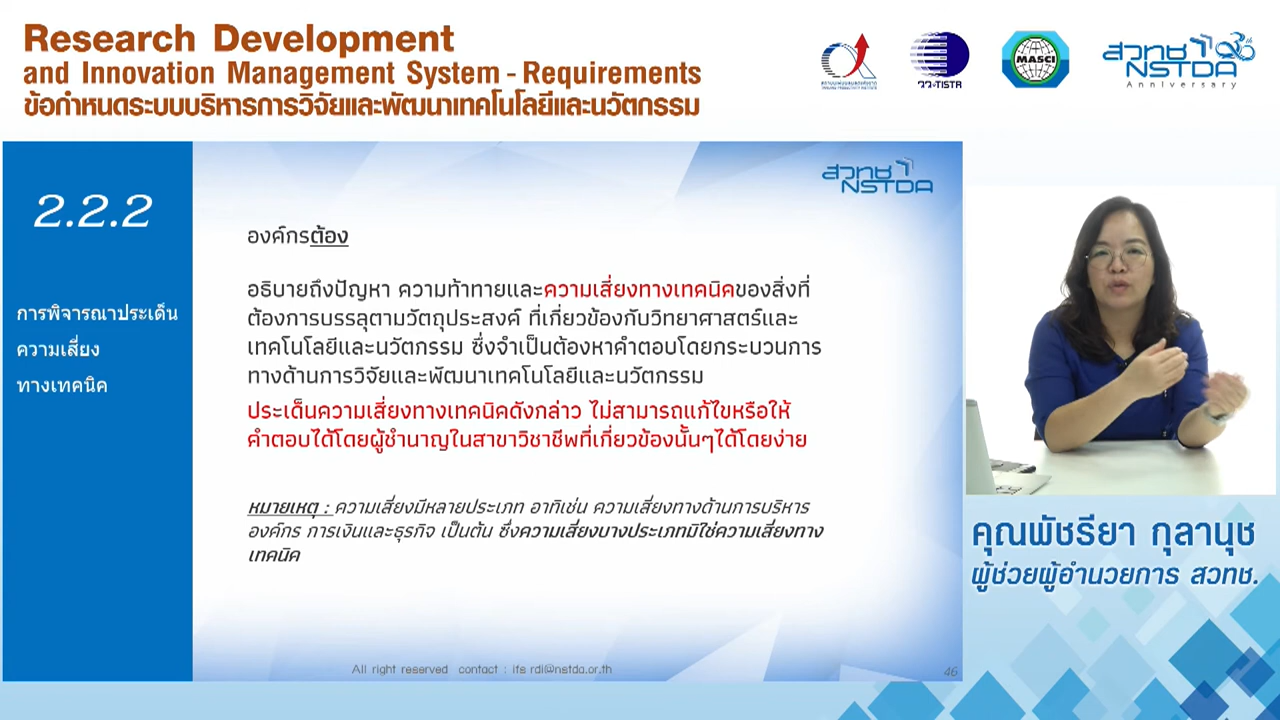 Research Development
and Innovation Management System - Requirements
ข้อกำหนดระบบบริหารการวิจัยและพัฒนาเทคโนโลยีและนวัตกรรม
วว•TISTR
MASCI
สวทช
NSTDA
Anniversary
2.2.2
การพิจารณาประเด็น
ความเสี่ยง
ทางเทคนิค
สวทช
NSTDA
องค์กรต้อง
อธิบายถึงปัญหา ความท้าทายและความเสี่ยงทางเทคนิคของสิ่งที่
ต้องการบรรลุตามวัตถุประสงค์ ที่เกี่ยวข้องกับวิทยาศาสตร์และ
เทคโนโลยีและนวัตกรรม ซึ่งจำเป็นต้องหาคำตอบโดยกระบวนการ
ทางด้านการวิจัยและพัฒนาเทคโนโลยีและนวัตกรรม
ประเด็นความเสี่ยงทางเทคนิคดังกล่าว ไม่สามารถแก้ไขหรือให้
คำตอบได้โดยผู้ชำนาญในสาขาวิชาชีพที่เกี่ยวข้องนั้นๆได้โดยง่าย
หมายเหตุ : ความเสี่ยงมีหลายประเภท อาทิเช่น ความเสี่ยงทางด้านการบริหาร
องค์กร การเงินและธุรกิจ เป็นต้น ซึ่งความเสี่ยงบางประเภทมิใช่ความเสี่ยงทาง
เทคนิค
All right reserved contact : ifs rdi@nstda.or.th
46
คุณพัชรียา กุลานุช
ผู้ช่วยผู้อำนวยการ สวทช.